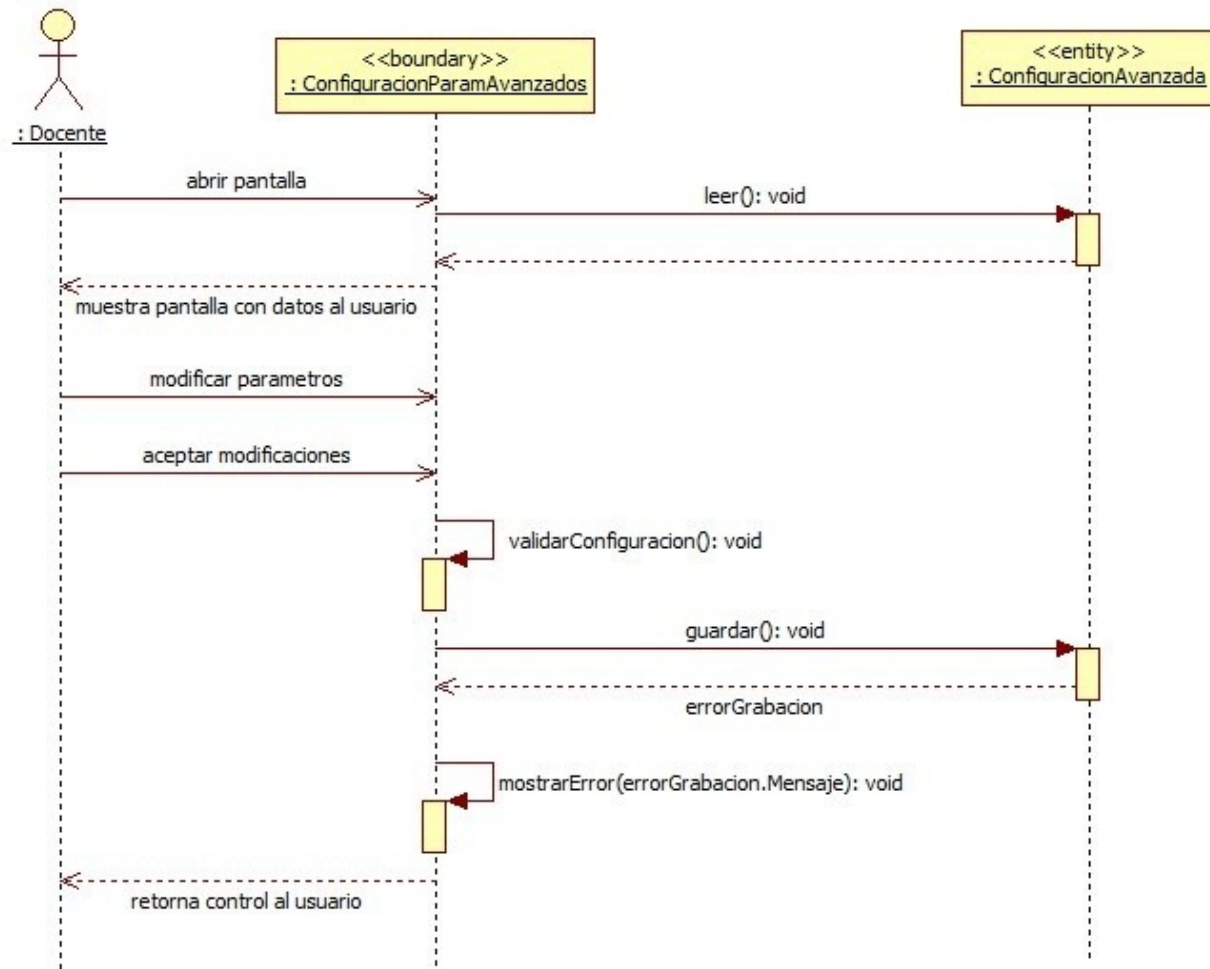 <<boundary>>
: ConfiguracionParamAvanzados
<<entity>>
: ConfiguracionAvanzada
: Docente
abrir pantalla
leer(): void
muestra pantalla con datos al usuario
modificar parametros
aceptar modificaciones
validarConfiguracion(): void
guardar(): void
errorGrabacion
mostrarError(errorGrabacion.Mensaje): void
retorna control al usuario